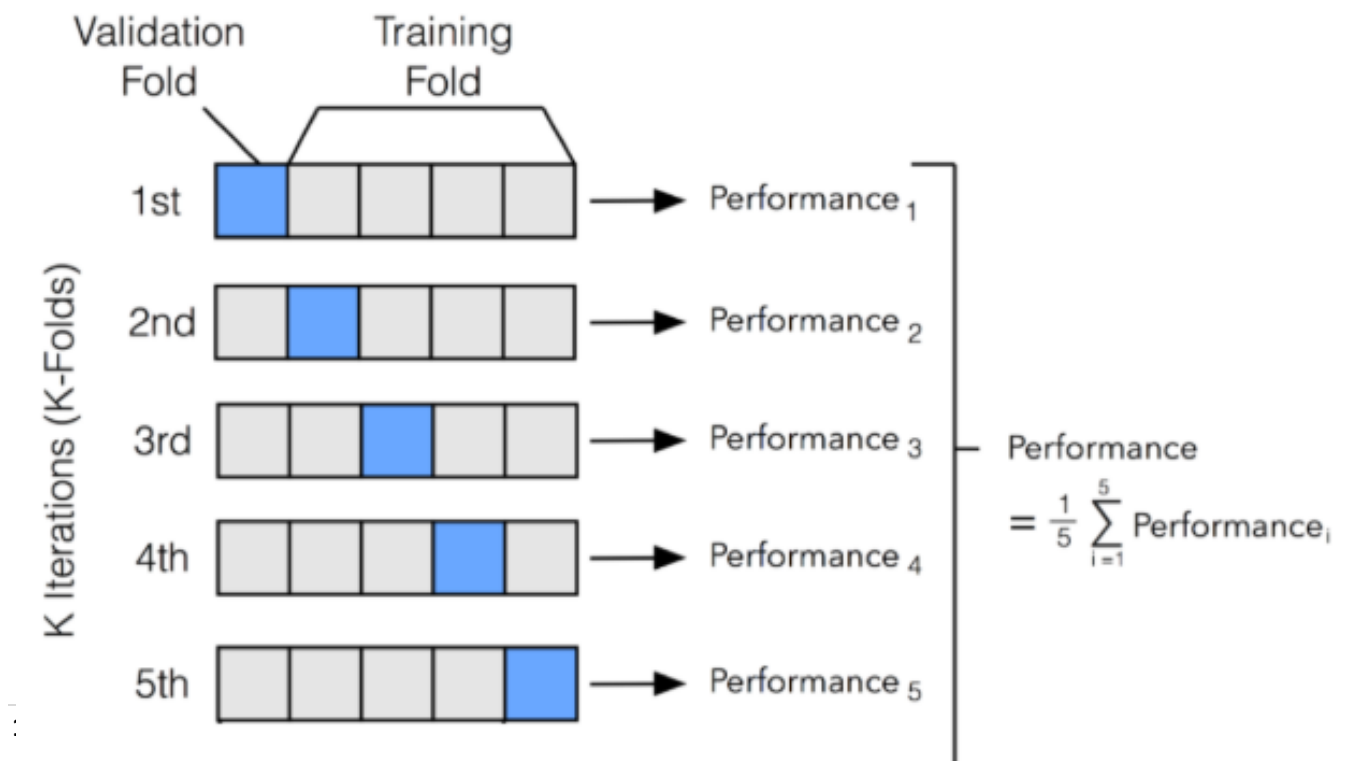 Validation
Fold
Training
Fold
K Iterations (K-Folds)
1st
Performance 1
2nd
Performance 2
3rd
Performance 3
4th
Performance 4
5th
Performance 5
Performance
= 1/5 5∑i=1 Performancei